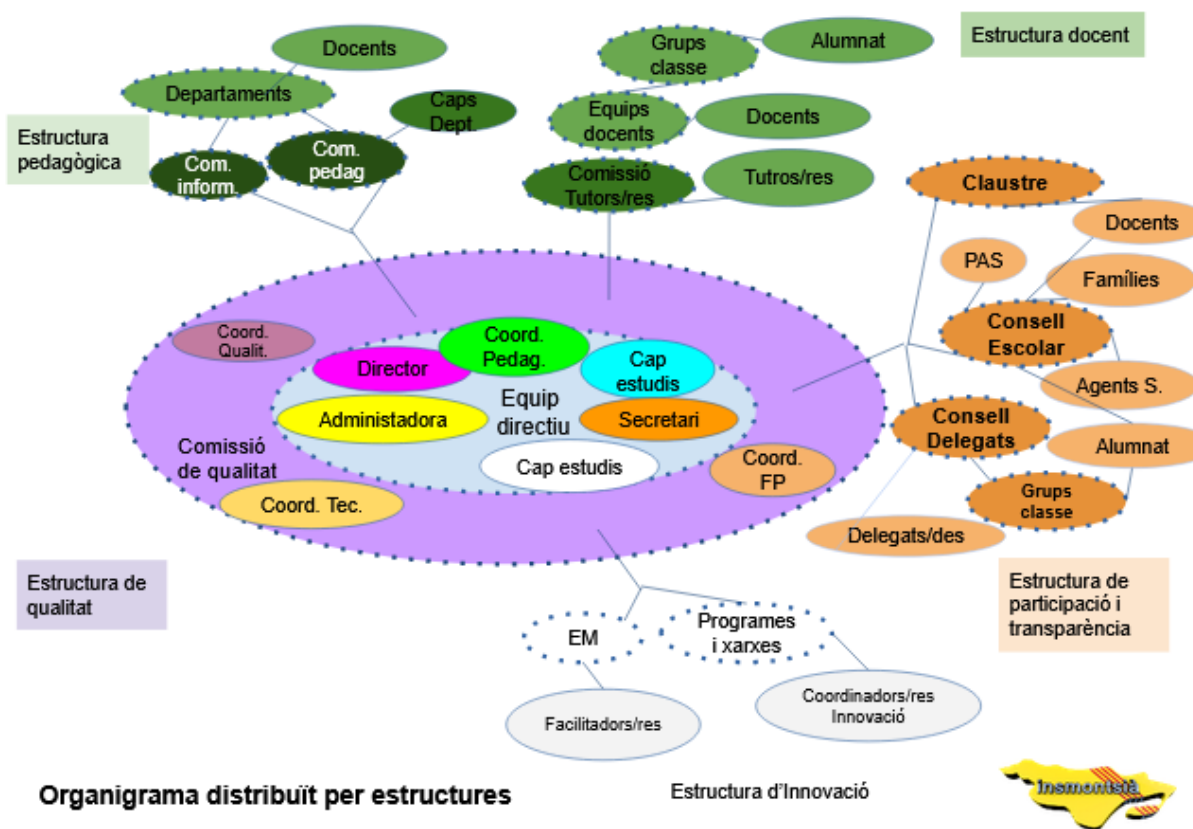 Docents
Departaments
Caps
Dept.
Com.
inform.
Com.
pedag
Estructura
pedagògica
Grups
classe
Alumnat
Equips
docents
Docents
Comissió
Tutors/res
Tutros/res
Estructura docent
Claustre
Docents
PAS
Famílies
Consell
Escolar
Agents S.
Consell
Delegats
Alumnat
Grups
classe
Delegats/des
Estructura de
participació i
transparència
Coord.
Qualit.
Director
Coord.
Pedag.
Cap
estudis
Administadora
Equip
directiu
Secretari
Cap estudis
Comissió
de qualitat
Coord.
FP
Coord. Tec.
Estructura de
qualitat
EM
Programes
i xarxes
Facilitadors/res
Coordinadors/res
Innovació
Organigrama distribuït per estructures
Estructura d’Innovació
Insmontsià